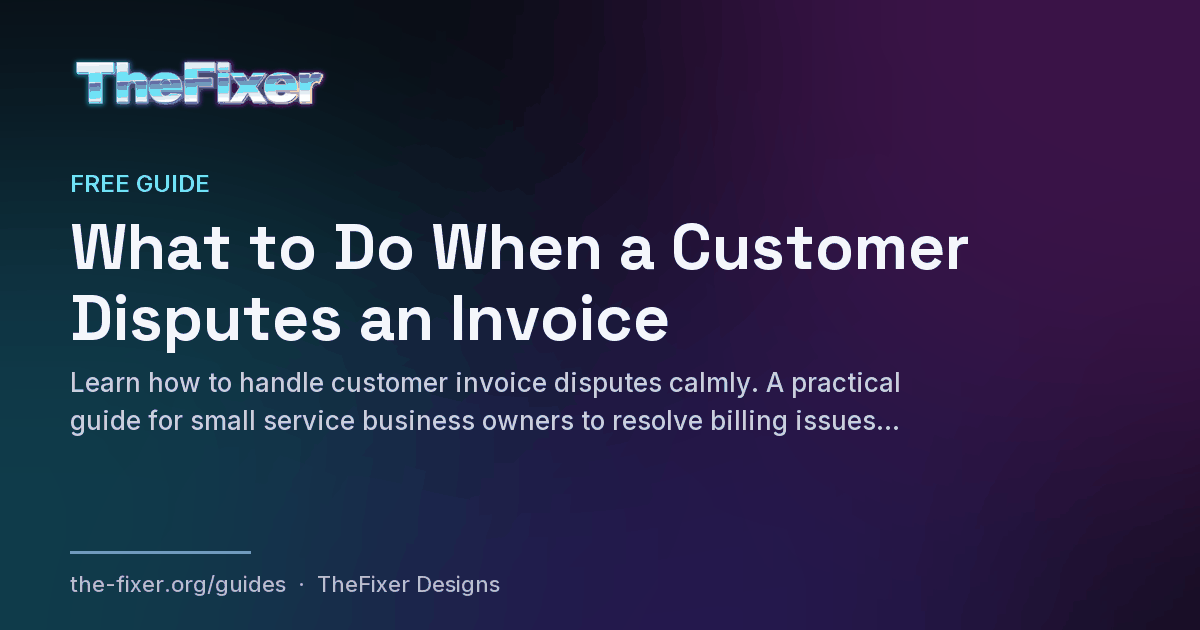 TheFixer
FREE GUIDE
What to Do When a Customer
Disputes an Invoice
Learn how to handle customer invoice disputes calmly. A practical
guide for small service business owners to resolve billing issues...
the-fixer.org/guides · TheFixer Designs